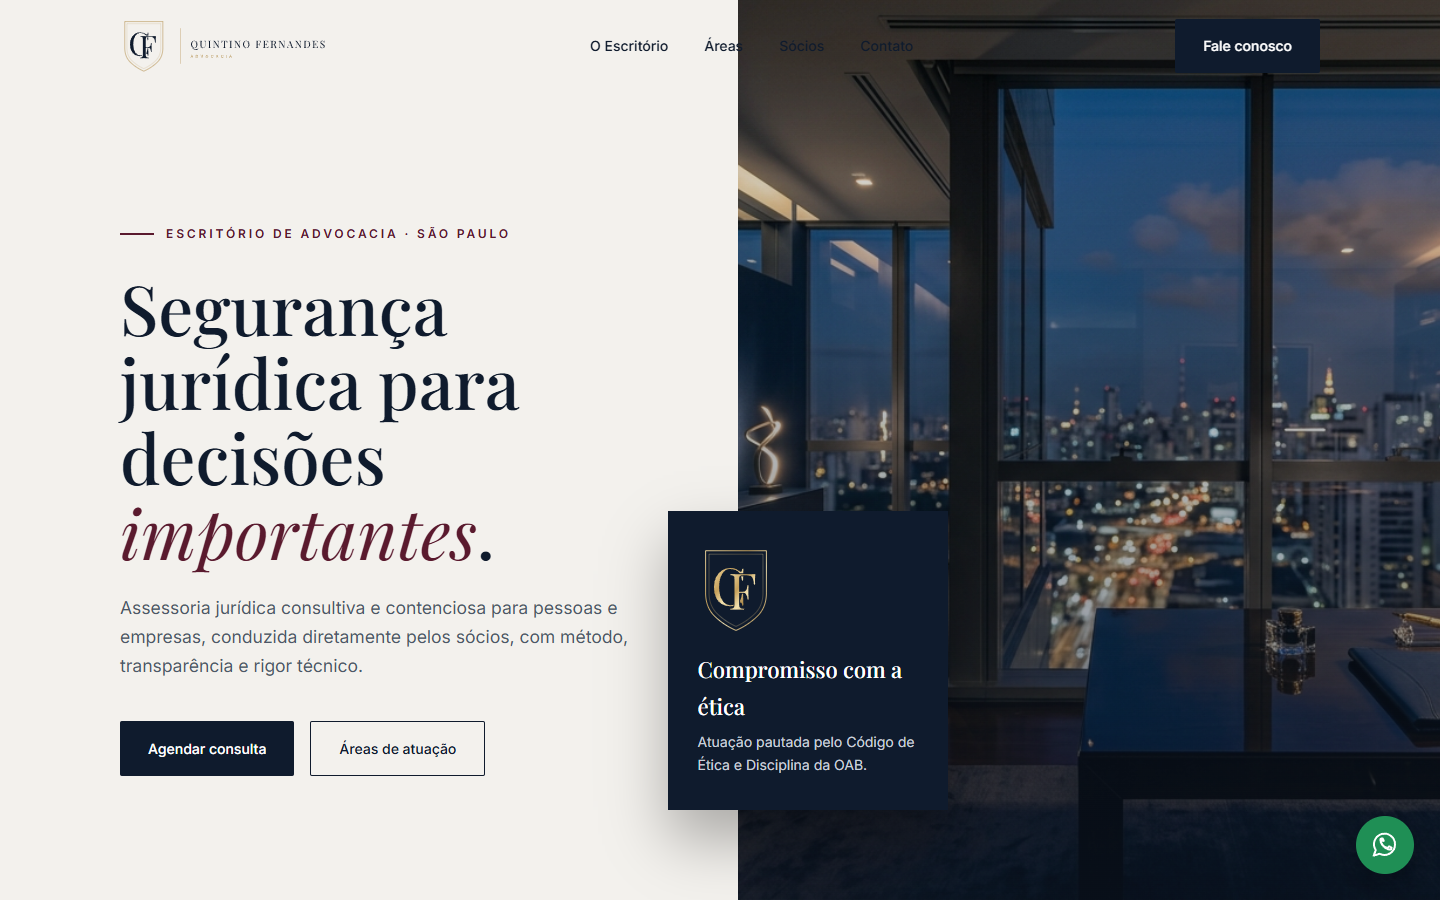 QUINTINO FERNANDES
ADVOCACIA
O Escritório
Áreas
Sócios
Contato
Fale conosco
ESCRITÓRIO DE ADVOCACIA · SÃO PAULO
Segurança
jurídica para
decisões
importantes.
Assessoria jurídica consultiva e contenciosa para pessoas e
empresas, conduzida diretamente pelos sócios, com método,
transparência e rigor técnico.
Agendar consulta
Áreas de atuação
QF
Compromisso com a
ética
Atuação pautada pelo Código de
Ética e Disciplina da OAB.